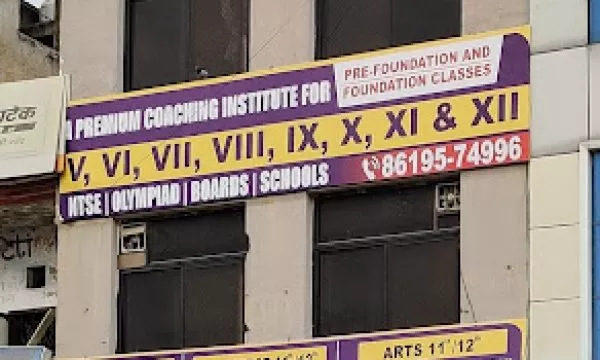 A PREMIUM COACHING INSTITUTE FOR
PRE-FOUNDATION AND
FOUNDATION CLASSES
V, VI, VII, VIII, IX, X, XI & XII
NTSE | OLYMPIAD | BOARDS | SCHOOLS
86195-74996
ARTS 11th/12th